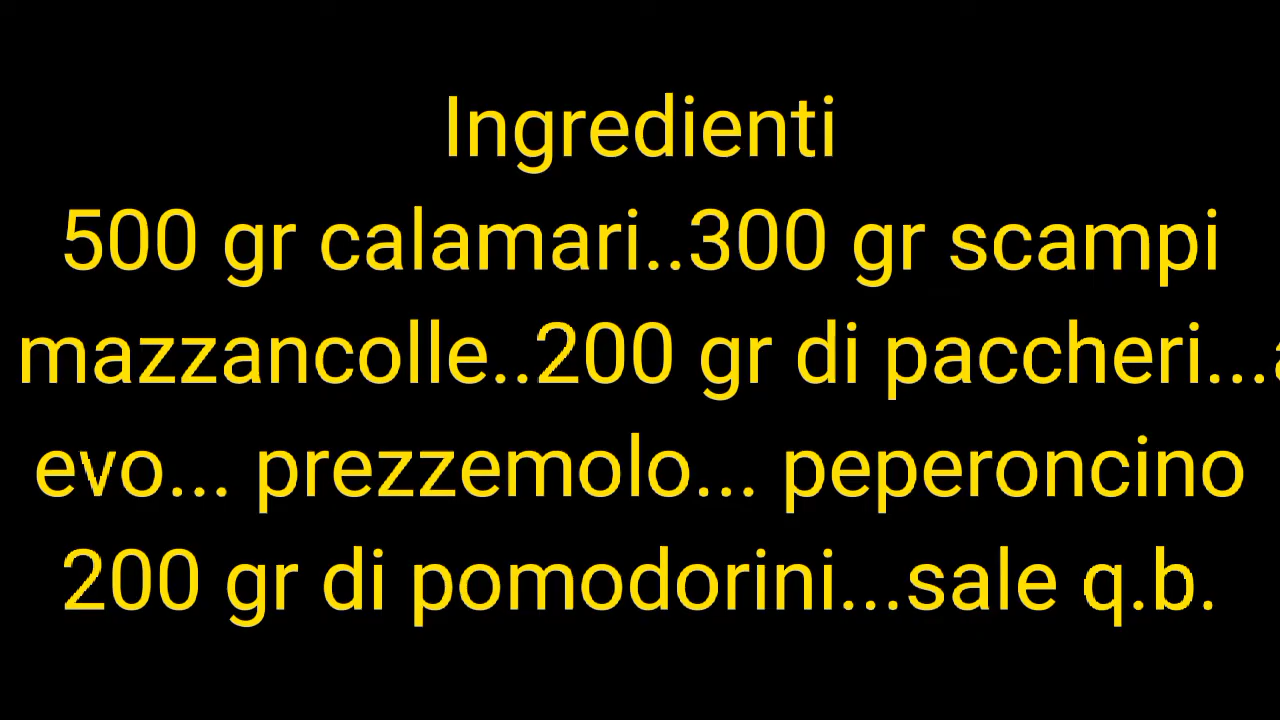 Ingredienti
500 gr calamari..300 gr scampi
mazzancolle..200 gr di paccheri...
evo... prezzemolo... peperoncino
200 gr di pomodorini...sale q.b.